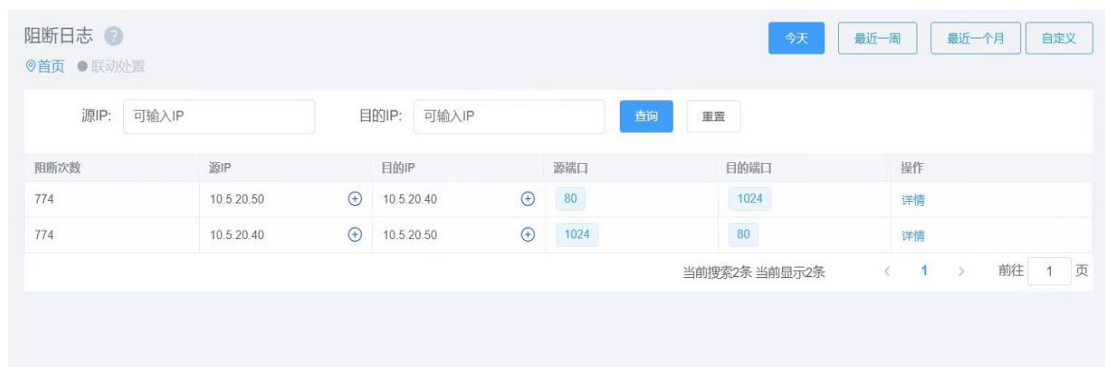 阻断日志 ? 今天 最近一周 最近一个月 自定义
首页 联动处置
源IP: 可输入IP 目的IP: 可输入IP 查询 重置
阻断次数 源IP 目的IP 源端口 目的端口 操作
774 10.5.20.50 10.5.20.40 80 1024 详情
774 10.5.20.40 10.5.20.50 1024 80 详情
当前搜索2条 当前显示2条 < 1 > 前往 1 页